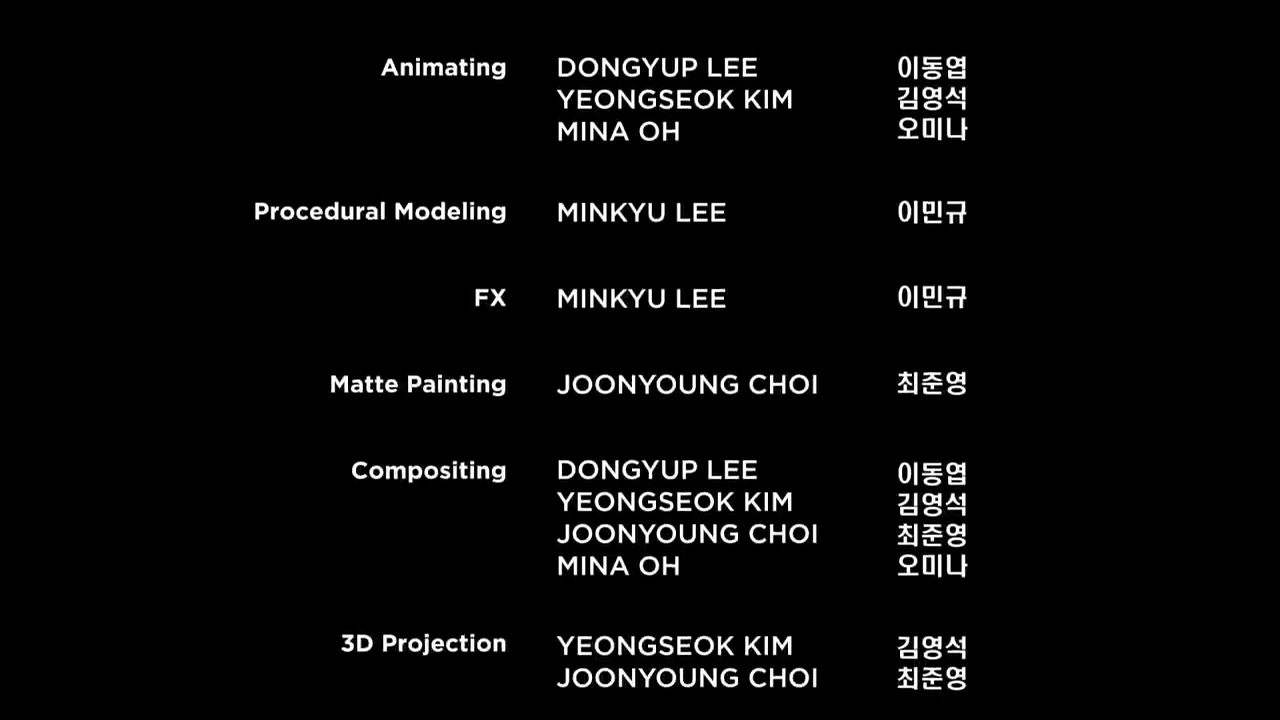 Animating DONGYUP LEE 이동엽
YEONGSEOK KIM 김영석
MINA OH 오미나
Procedural Modeling MINKYU LEE 이민규
FX MINKYU LEE 이민규
Matte Painting JOONYOUNG CHOI 최준영
Compositing DONGYUP LEE 이동엽
YEONGSEOK KIM 김영석
JOONYOUNG CHOI 최준영
MINA OH 오미나
3D Projection YEONGSEOK KIM 김영석
JOONYOUNG CHOI 최준영